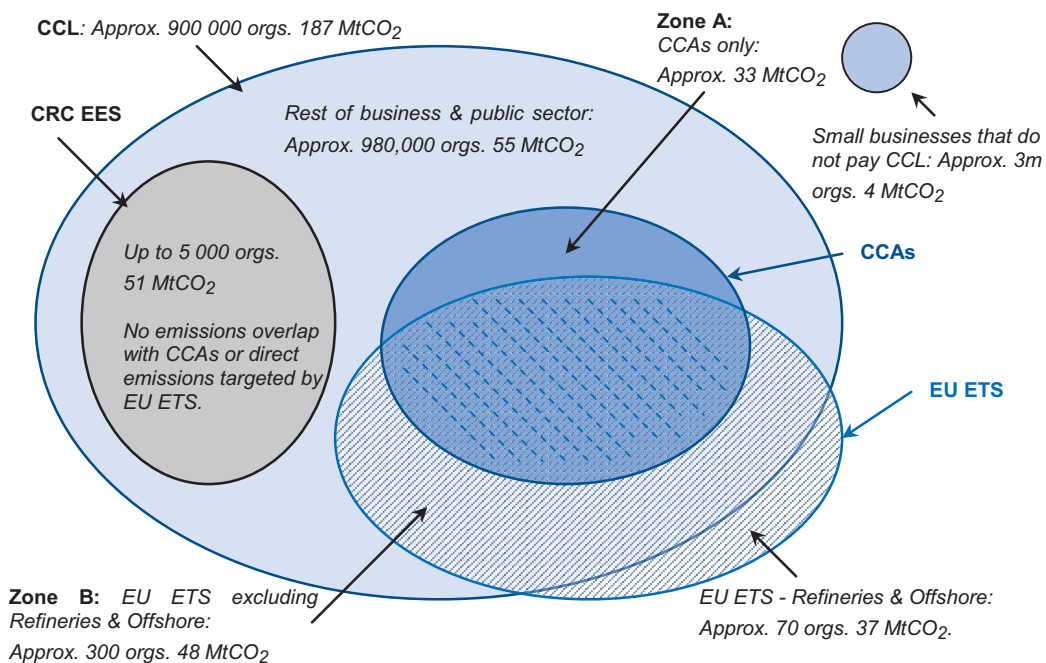 CCL: Approx. 900 000 orgs. 187 MtCO2
Zone A:
CCAs only:
Approx. 33 MtCO2
CRC EES
Rest of business & public sector:
Approx. 980,000 orgs. 55 MtCO2
Small businesses that do
not pay CCL: Approx. 3m
orgs. 4 MtCO2
Up to 5 000 orgs.
51 MtCO2
No emissions overlap
with CCAs or direct
emissions targeted by
EU ETS.
CCAs
EU ETS
Zone B: EU ETS excluding
Refineries & Offshore:
Approx. 300 orgs. 48 MtCO2
EU ETS - Refineries & Offshore:
Approx. 70 orgs. 37 MtCO2.